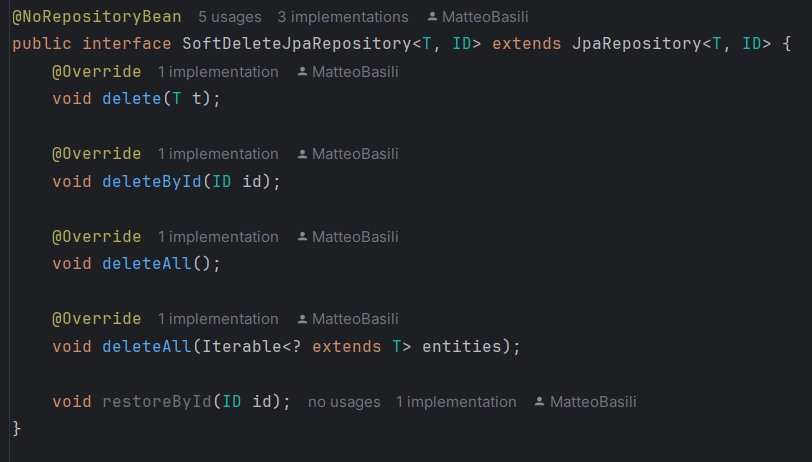 @NoRepositoryBean 5 usages 3 implementations MatteoBasili
public interface SoftDeleteJpaRepository<T, ID> extends JpaRepository<T, ID> {
@Override 1 implementation MatteoBasili
void delete(T t);
@Override 1 implementation MatteoBasili
void deleteById(ID id);
@Override 1 implementation MatteoBasili
void deleteAll();
@Override 1 implementation MatteoBasili
void deleteAll(Iterable<? extends T> entities);
void restoreById(ID id); no usages 1 implementation MatteoBasili
}